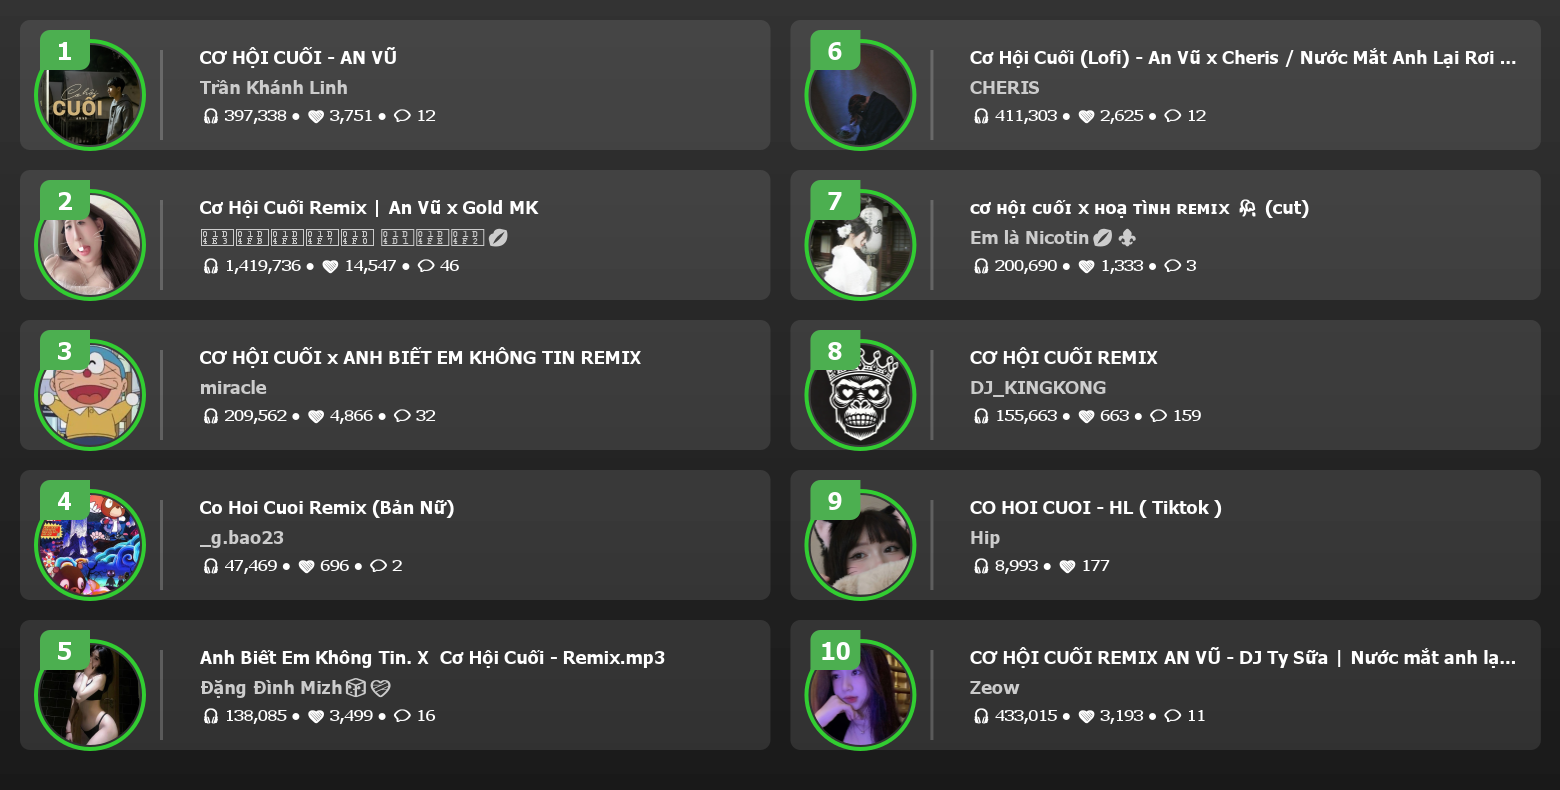 1
CƠ HỘI CUỐI - AN VŨ
Trần Khánh Linh
397,338 • 3,751 • 12
2
Cơ Hội Cuối Remix | An Vũ x Gold MK
1,419,736 • 14,547 • 46
3
CƠ HỘI CUỐI x ANH BIẾT EM KHÔNG TIN REMIX
miracle
209,562 • 4,866 • 32
4
Co Hoi Cuoi Remix (Bản Nữ)
_g.bao23
47,469 • 696 • 2
5
Anh Biết Em Không Tin. X  Cơ Hội Cuối - Remix.mp3
Đặng Đình Mizh
138,085 • 3,499 • 16
6
Cơ Hội Cuối (Lofi) - An Vũ x Cheris / Nước Mắt Anh Lại Rơi ...
CHERIS
411,303 • 2,625 • 12
7
ᴄơ ʜộɪ ᴄᴜốɪ x ʜᴏạ ᴛìɴʜ ʀᴇᴍɪx (cut)
Em là Nicotin
200,690 • 1,333 • 3
8
CƠ HỘI CUỐI REMIX
DJ_KINGKONG
155,663 • 663 • 159
9
CO HOI CUOI - HL ( Tiktok )
Hip
8,993 • 177
10
CƠ HỘI CUỐI REMIX AN VŨ - DJ Ty Sữa | Nước mắt anh lạ...
Zeow
433,015 • 3,193 • 11
Cơ hội
CUỐI